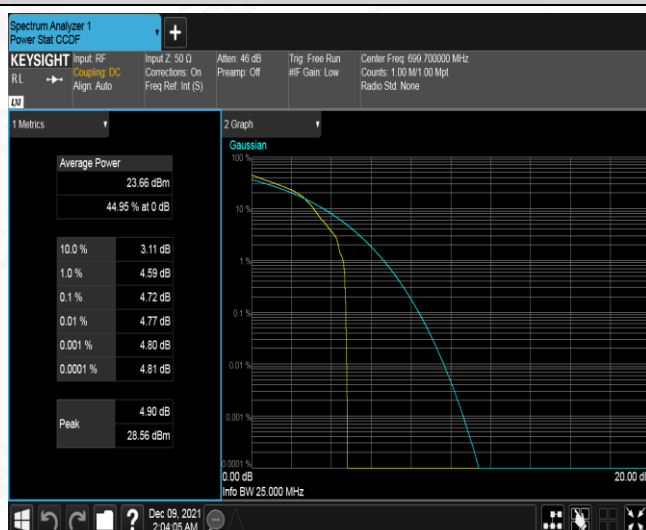 Spectrum Analyzer 1
Power Stat CCDF
KEYSIGHT
RL
Input: RF
Coupling: DC
Align: Auto
Input Z: 50 Ω
Corrections: On
Freq Ref: Int (S)
Atten: 46 dB
Preamp: Off
Trig: Free Run
#IF Gain: Low
Center Freq: 699.700000 MHz
Counts: 1.00 M/1.00 Mpt
Radio Std: None
LXI
1 Metrics
Average Power
23.66 dBm
44.95 % at 0 dB
10.0 % 3.11 dB
1.0 % 4.59 dB
0.1 % 4.72 dB
0.01 % 4.77 dB
0.001 % 4.80 dB
0.0001 % 4.81 dB
Peak
4.90 dB
28.56 dBm
2 Graph
Gaussian
100 %
10 %
1 %
0.1 %
0.01 %
0.001 %
0.0001 %
0.00 dB
20.00 dB
Info BW 25.000 MHz
?
Dec 09, 2021
2:04:05 AM